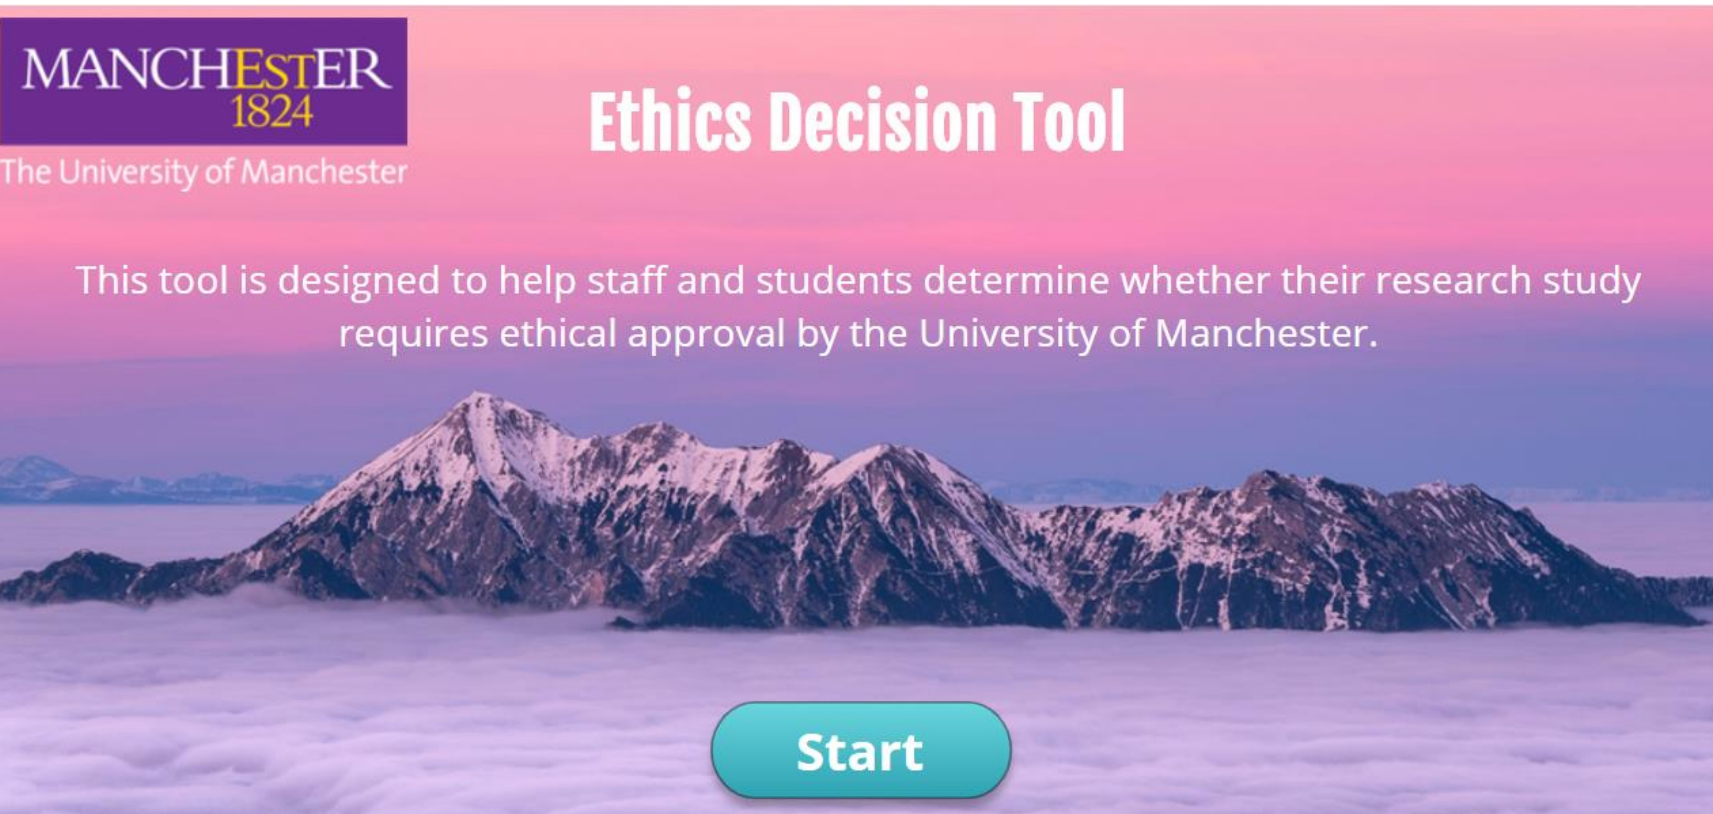 MANCHESTER
1824
The University of Manchester
Ethics Decision Tool
This tool is designed to help staff and students determine whether their research study
requires ethical approval by the University of Manchester.
Start